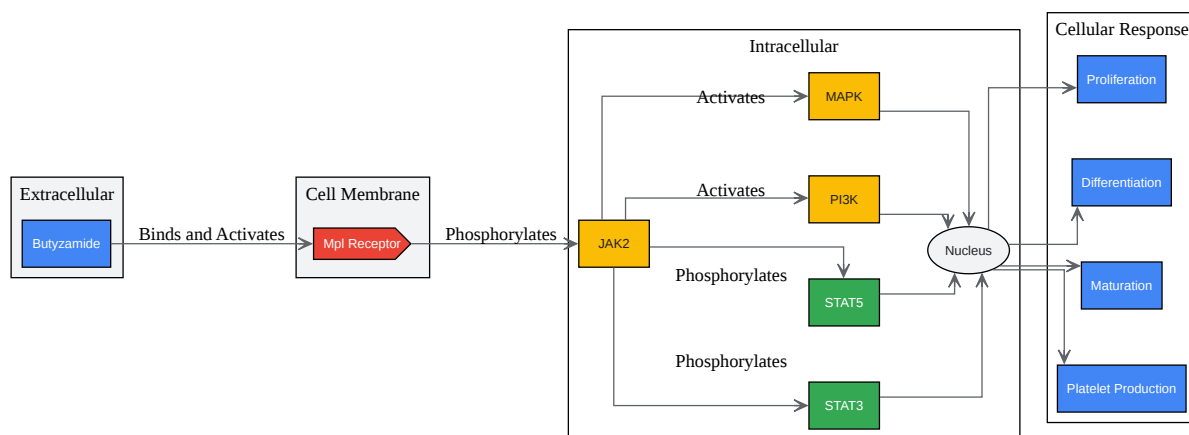 Extracellular
Butyzamide
Binds and Activates
Cell Membrane
Mpl Receptor
Phosphorylates
Intracellular
JAK2
Activates
MAPK
Activates
PI3K
Phosphorylates
STAT5
Phosphorylates
STAT3
Nucleus
Cellular Response
Proliferation
Differentiation
Maturation
Platelet Production